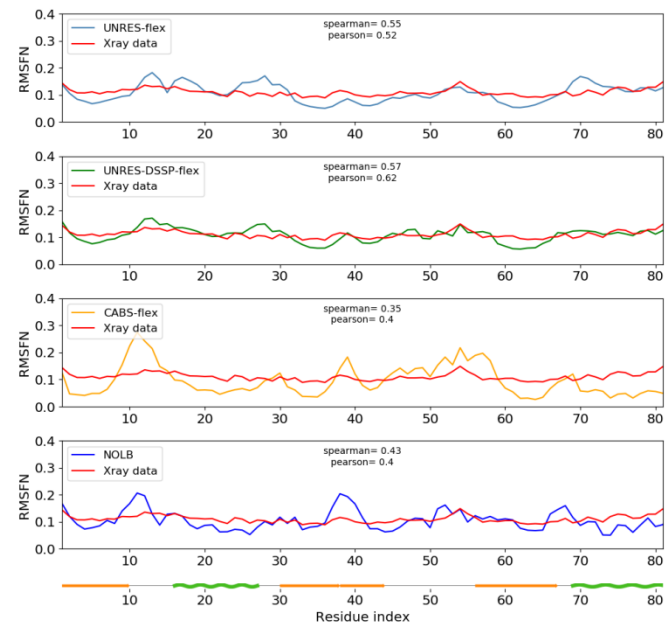 0.4
0.3
0.2
0.1
0.0
RMSFN
UNRES-flex
Xray data
spearman= 0.55
pearson= 0.52
10 20 30 40 50 60 70 80
0.4
0.3
0.2
0.1
0.0
RMSFN
UNRES-DSSP-flex
Xray data
spearman= 0.57
pearson= 0.62
10 20 30 40 50 60 70 80
0.4
0.3
0.2
0.1
0.0
RMSFN
CABS-flex
Xray data
spearman= 0.35
pearson= 0.4
10 20 30 40 50 60 70 80
0.4
0.3
0.2
0.1
0.0
RMSFN
NOLB
Xray data
spearman= 0.43
pearson= 0.4
10 20 30 40 50 60 70 80
10 20 30 40 50 60 70 80
Residue index